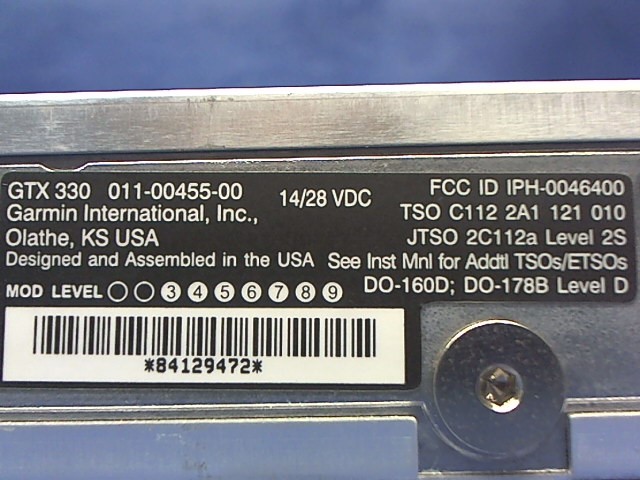 GTX 330 011-00455-00 14/28 VDC FCC ID IPH-0046400
Garmin International, Inc., TSO C112 2A1 121 010
Olathe, KS USA JTSO 2C112a Level 2S
Designed and Assembled in the USA See Inst Mnl for Addtl TSOs/ETSOs
MOD LEVEL 3 4 5 6 7 8 9 DO-160D; DO-178B Level D
*84129472*